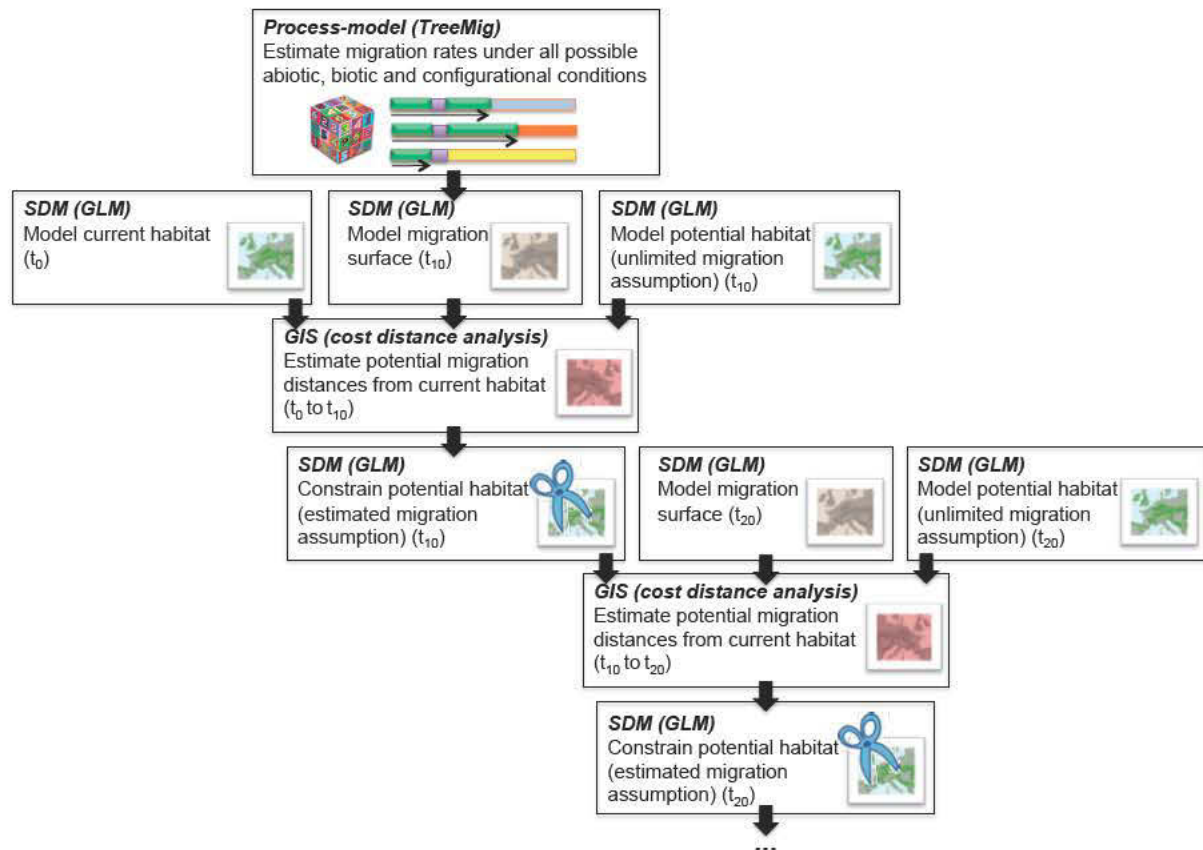 Process-model (TreeMig)
Estimate migration rates under all possible
abiotic, biotic and configurational conditions
SDM (GLM)
Model current habitat
(t0)
SDM (GLM)
Model migration
surface (t10)
SDM (GLM)
Model potential habitat
(unlimited migration
assumption) (t10)
GIS (cost distance analysis)
Estimate potential migration
distances from current habitat
(t0 to t10)
SDM (GLM)
Constrain potential habitat
(estimated migration
assumption) (t10)
SDM (GLM)
Model migration
surface (t20)
SDM (GLM)
Model potential habitat
(unlimited migration
assumption) (t20)
GIS (cost distance analysis)
Estimate potential migration
distances from current habitat
(t10 to t20)
SDM (GLM)
Constrain potential habitat
(estimated migration
assumption) (t20)
...